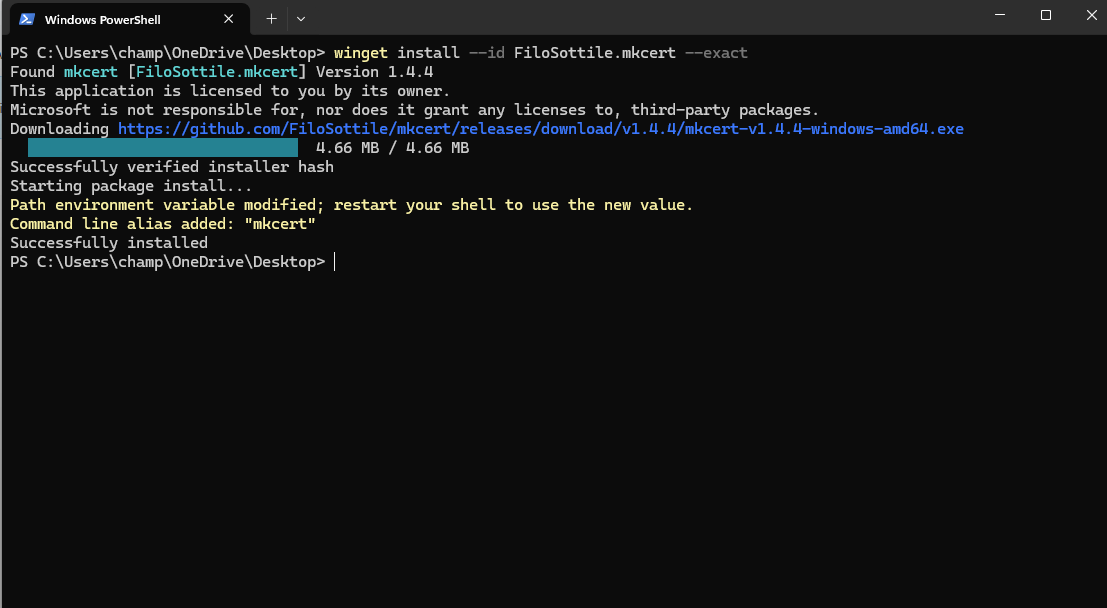 Windows PowerShell
PS C:\Users\champ\OneDrive\Desktop> winget install --id FiloSottile.mkcert --exact
Found mkcert [FiloSottile.mkcert] Version 1.4.4
This application is licensed to you by its owner.
Microsoft is not responsible for, nor does it grant any licenses to, third-party packages.
Downloading https://github.com/FiloSottile/mkcert/releases/download/v1.4.4/mkcert-v1.4.4-windows-amd64.exe
4.66 MB / 4.66 MB
Successfully verified installer hash
Starting package install...
Path environment variable modified; restart your shell to use the new value.
Command line alias added: "mkcert"
Successfully installed
PS C:\Users\champ\OneDrive\Desktop>